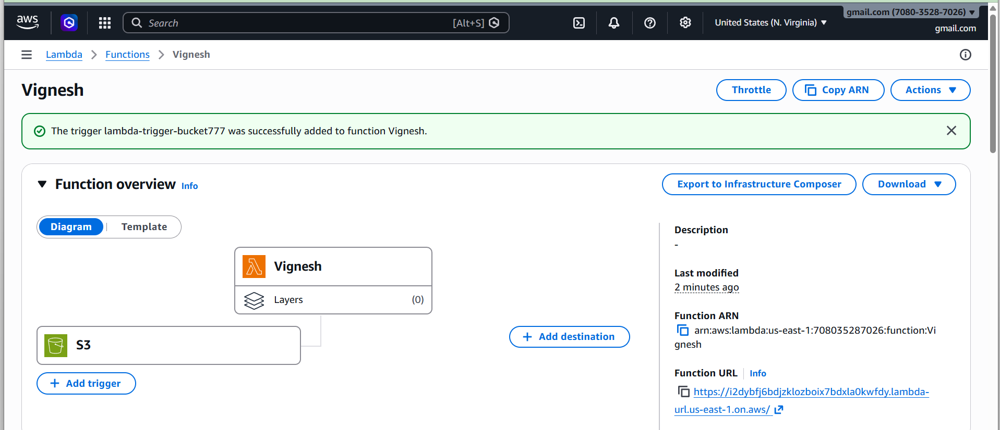 aws
Search
[Alt+S]
United States (N. Virginia)
gmail.com (7080-3528-7026)
gmail.com
Lambda
Functions
Vignesh
Vignesh
Throttle
Copy ARN
Actions
The trigger lambda-trigger-bucket777 was successfully added to function Vignesh.
Function overview Info
Export to Infrastructure Composer
Download
Diagram
Template
Vignesh
Layers (0)
S3
Add trigger
Add destination
Description
-
Last modified
2 minutes ago
Function ARN
arn:aws:lambda:us-east-1:708035287026:function:Vi
gnesh
Function URL Info
https://i2dybfj6bdjzklozboix7bdxla0kwfdy.lambda-
url.us-east-1.on.aws/